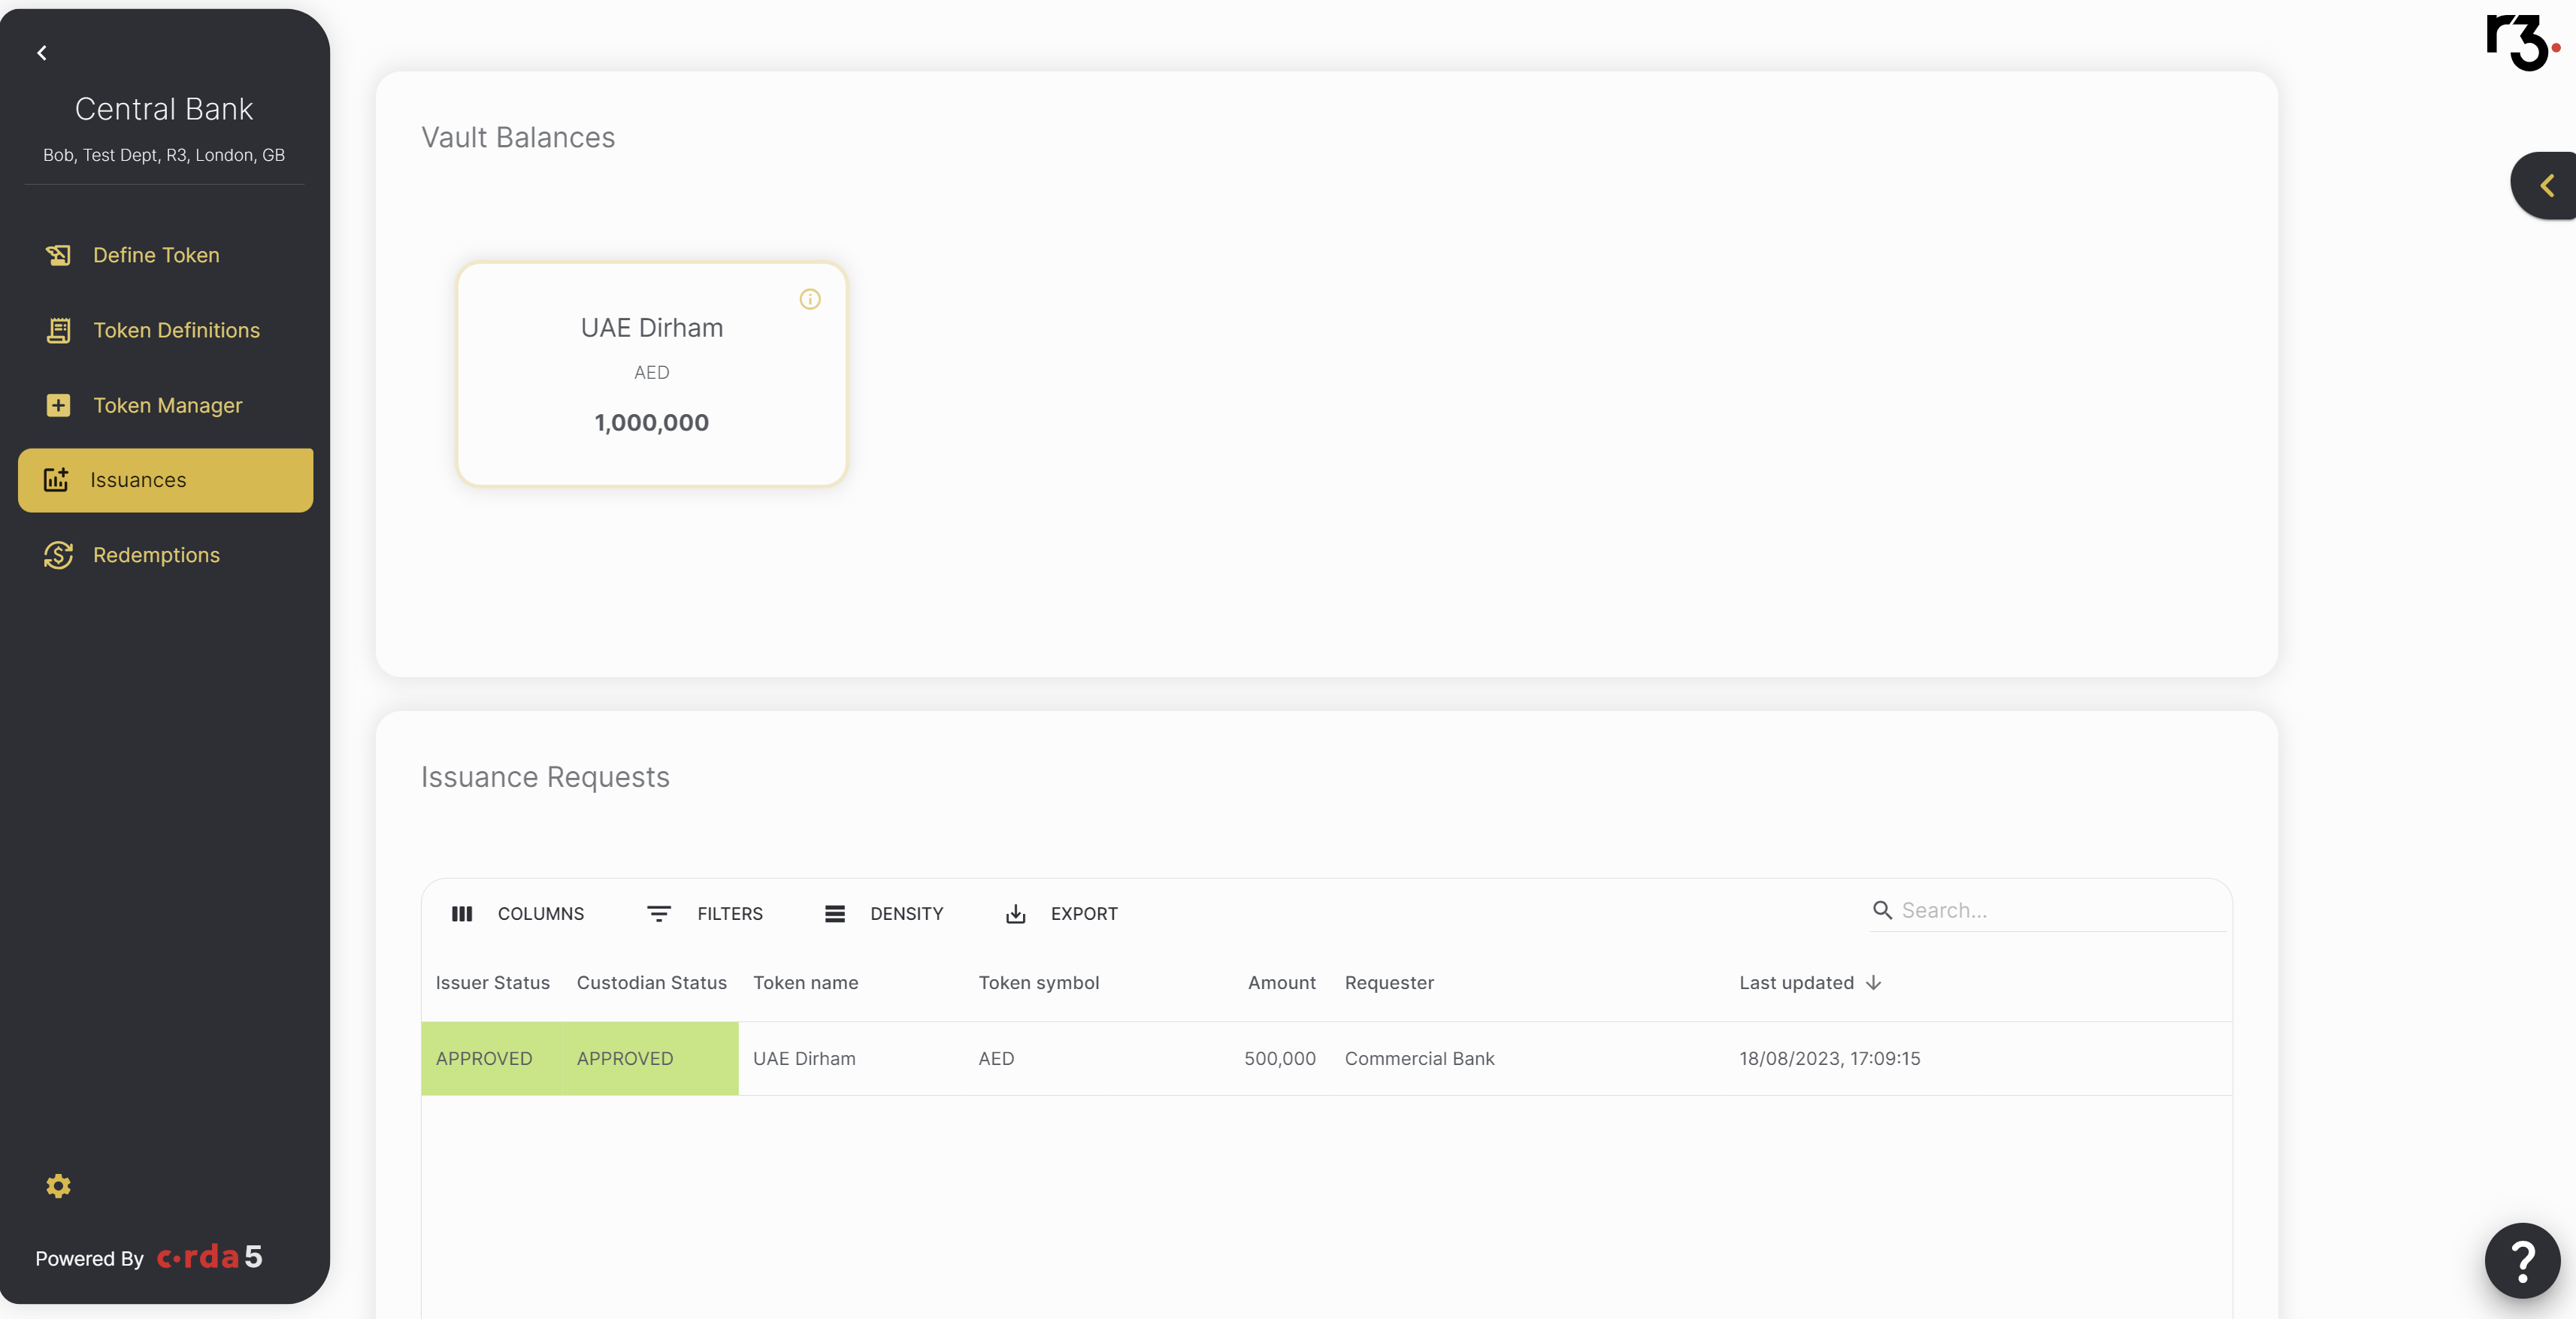 r3.
Central Bank
Bob, Test Dept, R3, London, GB
Define Token
Token Definitions
Token Manager
Issuances
Redemptions
Powered By c·rda 5
Vault Balances
UAE Dirham
AED
1,000,000
Issuance Requests
COLUMNS FILTERS DENSITY EXPORT Search...
Issuer Status Custodian Status Token name Token symbol Amount Requester Last updated
APPROVED APPROVED UAE Dirham AED 500,000 Commercial Bank 18/08/2023, 17:09:15
?